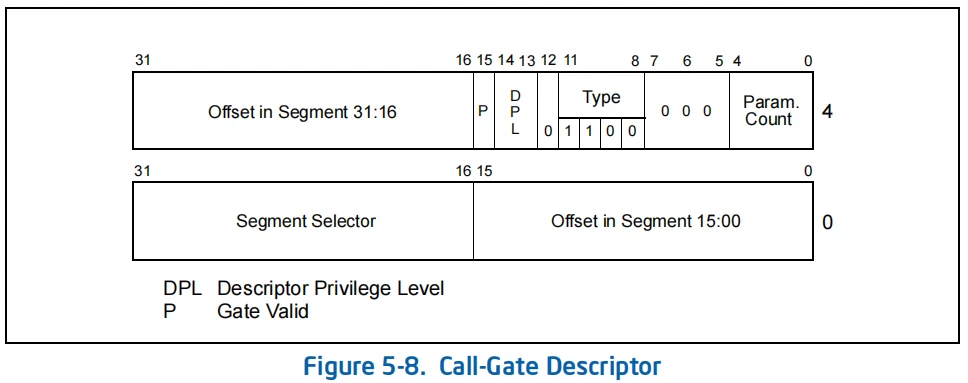 31 16 15 14 13 12 11 8 7 6 5 4 0
Offset in Segment 31:16 P DPL 0 Type 1 1 0 0 0 0 0 Param. Count 4
31 16 15 0
Segment Selector Offset in Segment 15:00 0
DPL Descriptor Privilege Level
P Gate Valid
Figure 5-8. Call-Gate Descriptor